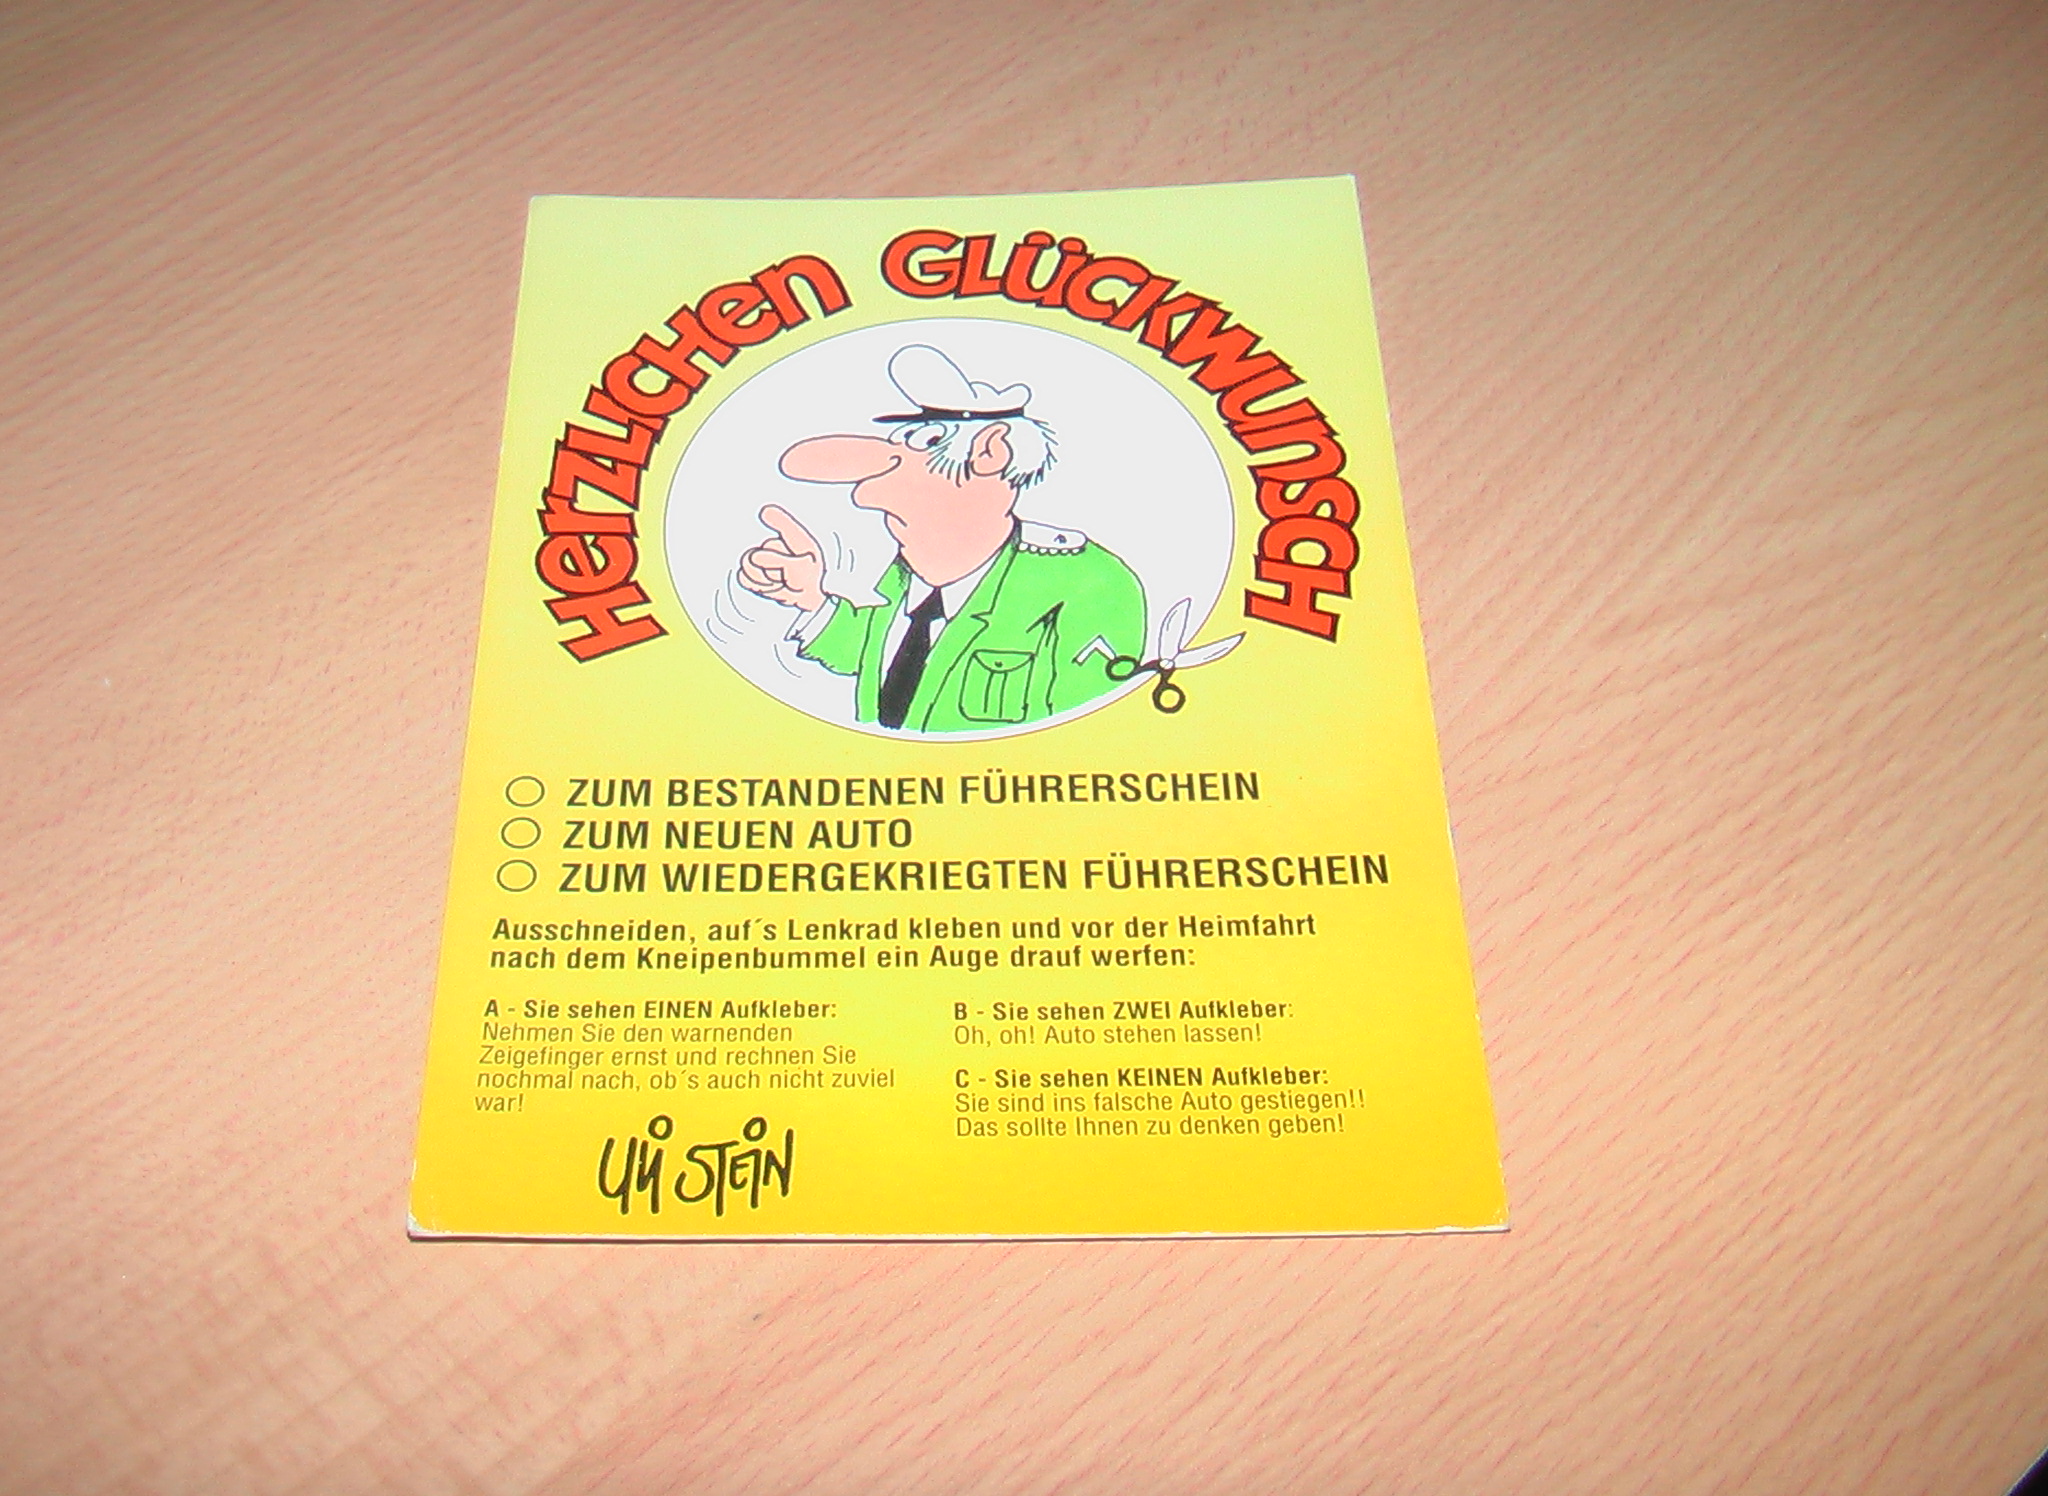 HERZLICHEN GLÜCKWUNSCH
ZUM BESTANDENEN FÜHRERSCHEIN
ZUM NEUEN AUTO
ZUM WIEDERGEKRIEGTEN FÜHRERSCHEIN
Ausschneiden, auf´s Lenkrad kleben und vor der Heimfahrt
nach dem Kneipenbummel ein Auge drauf werfen:
A - Sie sehen EINEN Aufkleber:
Nehmen Sie den warnenden
Zeigefinger ernst und rechnen Sie
nochmal nach, ob´s auch nicht zuviel
war!
B - Sie sehen ZWEI Aufkleber:
Oh, oh! Auto stehen lassen!
C - Sie sehen KEINEN Aufkleber:
Sie sind ins falsche Auto gestiegen!!
Das sollte Ihnen zu denken geben!
Uli STEiN